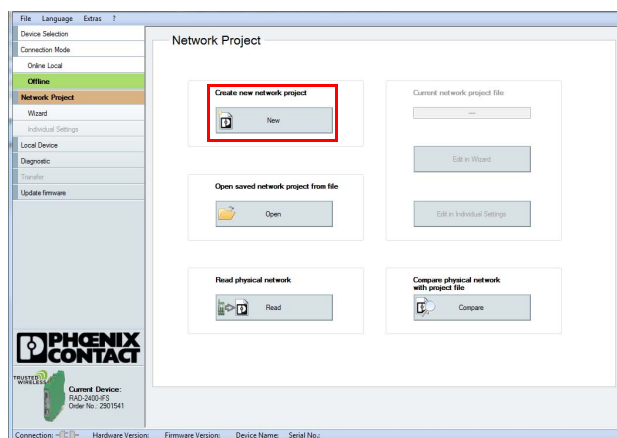 File Language Extras ?
Device Selection
Connection Mode
Online Local
Offline
Network Project
Wizard
Individual Settings
Local Device
Diagnostic
Transfer
Update firmware
Network Project
Create new network project
New
Current network project file
---
Edit in Wizard
Open saved network project from file
Open
Edit in Individual Settings
Read physical network
Read
Compare physical network
with project file
Compare
PHŒNIX
CONTACT
TRUSTED
WIRELESS
Current Device:
RAD-2400-IFS
Order No.: 2901541
Connection: Hardware Version: Firmware Version: Device Name: Serial No.: